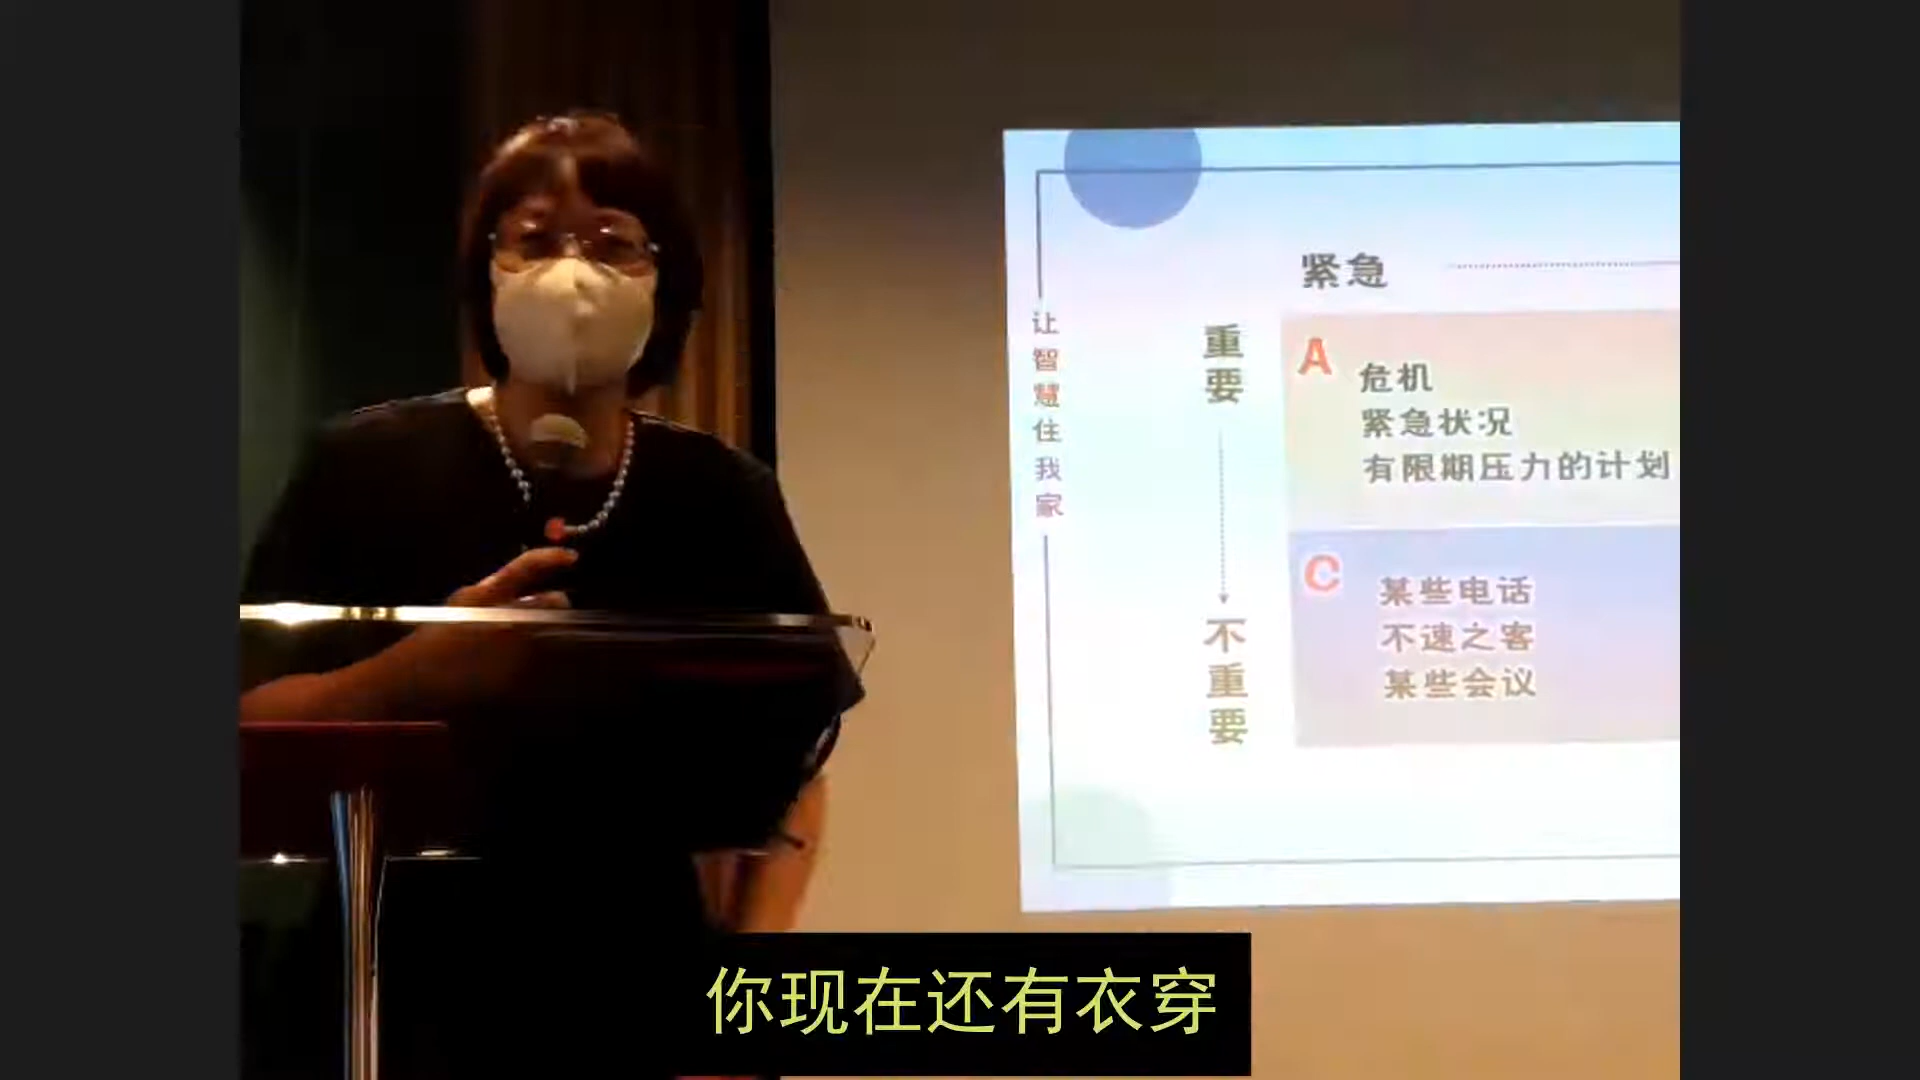 紧急
让智慧住我家
重要
A
危机
紧急状况
有限期压力的计划
不重要
C
某些电话
不速之客
某些会议
你现在还有衣穿